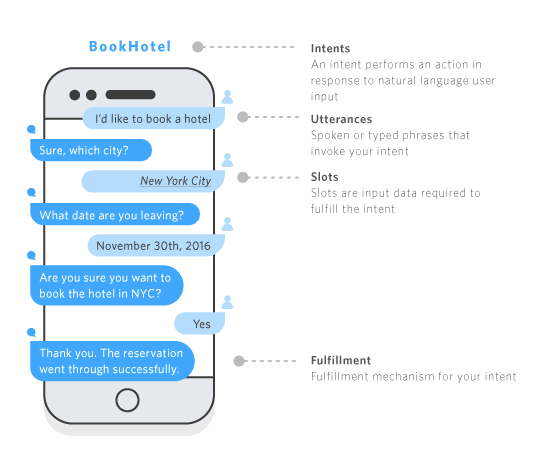 BookHotel
Intents
An intent performs an action in
response to natural language user
input
I'd like to book a hotel
Utterances
Spoken or typed phrases that
invoke your intent
Sure, which city?
New York City
Slots
Slots are input data required to
fulfill the intent
What date are you leaving?
November 30th, 2016
Are you sure you want to
book the hotel in NYC?
Yes
Thank you. The reservation
went through successfully.
Fulfillment
Fulfillment mechanism for your intent